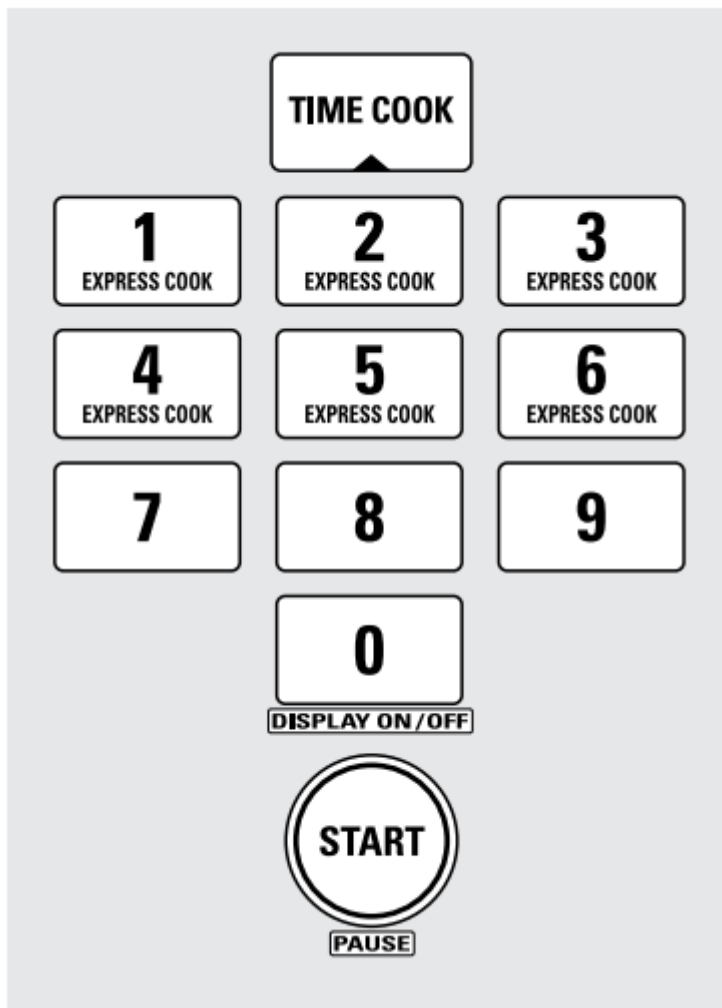 TIME COOK
1 2 3
EXPRESS COOK EXPRESS COOK EXPRESS COOK
4 5 6
EXPRESS COOK EXPRESS COOK EXPRESS COOK
7 8 9
0
DISPLAY ON/OFF
START
PAUSE